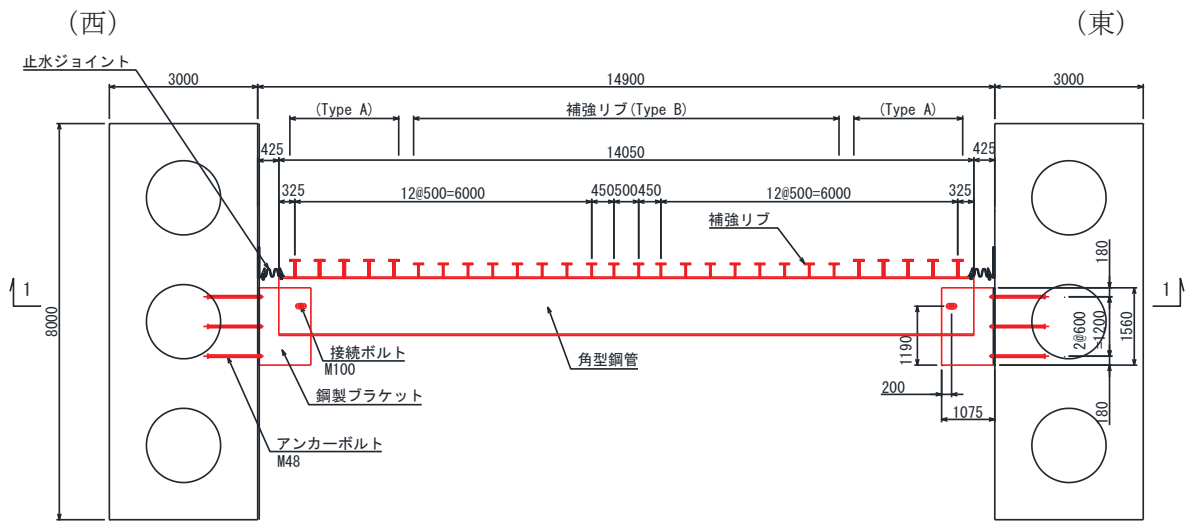 (西)
(東)
止水ジョイント
3000
14900
3000
(Type A)
補強リブ(Type B)
(Type A)
425
14050
425
325
12@500=6000
450500450
12@500=6000
325
補強リブ
180
1
1
8000
2@600
=1200
1560
1190
接続ボルト
M100
角型鋼管
200
鋼製ブラケット
1075
180
アンカーボルト
M48